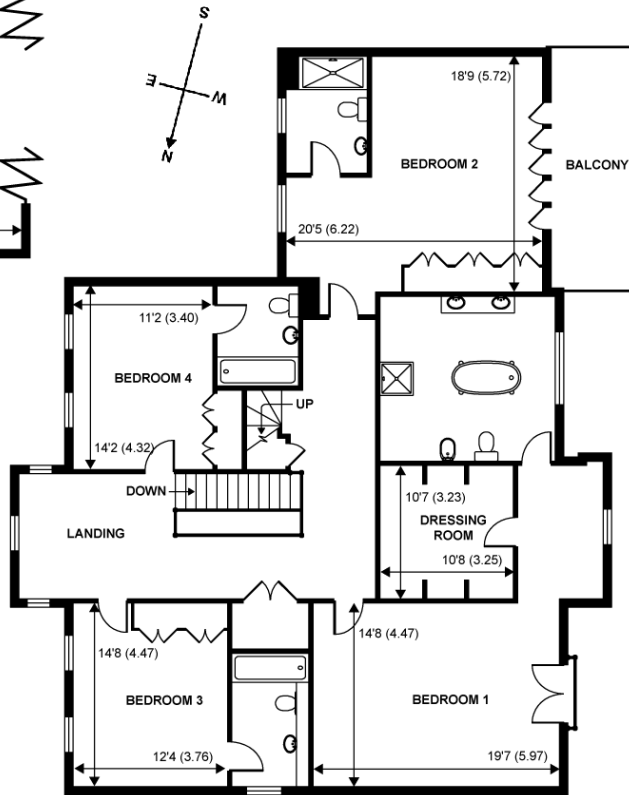 S
E
W
N
18'9 (5.72)
BEDROOM 2
BALCONY
20'5 (6.22)
11'2 (3.40)
BEDROOM 4
UP
14'2 (4.32)
DOWN
10'7 (3.23)
LANDING
DRESSING
ROOM
10'8 (3.25)
14'8 (4.47)
14'8 (4.47)
BEDROOM 3
BEDROOM 1
12'4 (3.76)
19'7 (5.97)